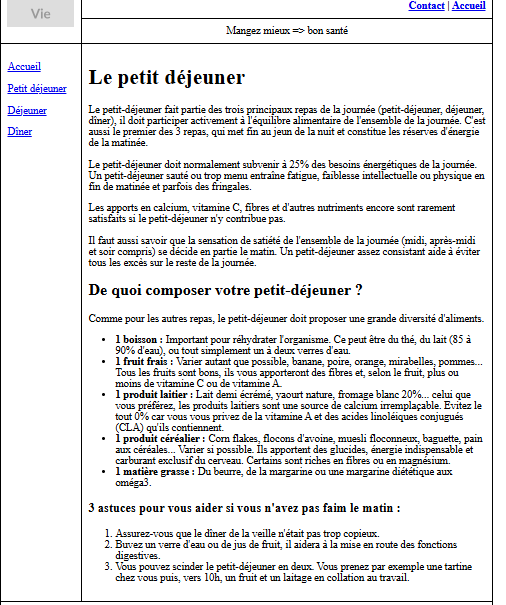 Vie
Contact | Accueil
Mangez mieux => bon santé
Accueil
Petit déjeuner
Déjeuner
Dîner
Le petit déjeuner
Le petit-déjeuner fait partie des trois principaux repas de la journée (petit-déjeuner, déjeuner,
dîner), il doit participer activement à l'équilibre alimentaire de l'ensemble de la journée. C'est
aussi le premier des 3 repas, qui met fin au jeun de la nuit et constitue les réserves d'énergie
de la matinée.
Le petit-déjeuner doit normalement subvenir à 25% des besoins énergétiques de la journée.
Un petit-déjeuner sauté ou trop menu entraîne fatigue, faiblesse intellectuelle ou physique en
fin de matinée et parfois des fringales.
Les apports en calcium, vitamine C, fibres et d'autres nutriments encore sont rarement
satisfaits si le petit-déjeuner n'y contribue pas.
Il faut aussi savoir que la sensation de satiété de l'ensemble de la journée (midi, après-midi
et soir compris) se décide en partie le matin. Un petit-déjeuner assez consistant aide à éviter
tous les excès sur le reste de la journée.
De quoi composer votre petit-déjeuner ?
Comme pour les autres repas, le petit-déjeuner doit proposer une grande diversité d'aliments.
• 1 boisson : Important pour réhydrater l'organisme. Ce peut être du thé, du lait (85 à
90% d'eau), ou tout simplement un à deux verres d'eau.
• 1 fruit frais : Varier autant que possible, banane, poire, orange, mirabelles, pommes...
Tous les fruits sont bons, ils vous apporteront des fibres et, selon le fruit, plus ou
moins de vitamine C ou de vitamine A.
• 1 produit laitier : Lait demi écrémé, yaourt nature, fromage blanc 20%... celui que
vous préférez, les produits laitiers sont une source de calcium irremplaçable. Evitez le
tout 0% car vous vous privez de la vitamine A et des acides linoléiques conjugués
(CLA) qu'ils contiennent.
• 1 produit céréalier : Corn flakes, flocons d'avoine, muesli floconneux, baguette, pain
aux céréales... Varier si possible. Ils apportent des glucides, énergie indispensable et
carburant exclusif du cerveau. Certains sont riches en fibres ou en magnésium.
• 1 matière grasse : Du beurre, de la margarine ou une margarine diététique aux
oméga3.
3 astuces pour vous aider si vous n'avez pas faim le matin :
1. Assurez-vous que le dîner de la veille n'était pas trop copieux.
2. Buvez un verre d'eau ou de jus de fruit, il aidera à la mise en route des fonctions
digestives.
3. Vous pouvez scinder le petit-déjeuner en deux. Vous prenez par exemple une tartine
chez vous puis, vers 10h, un fruit et un laitage en collation au travail.